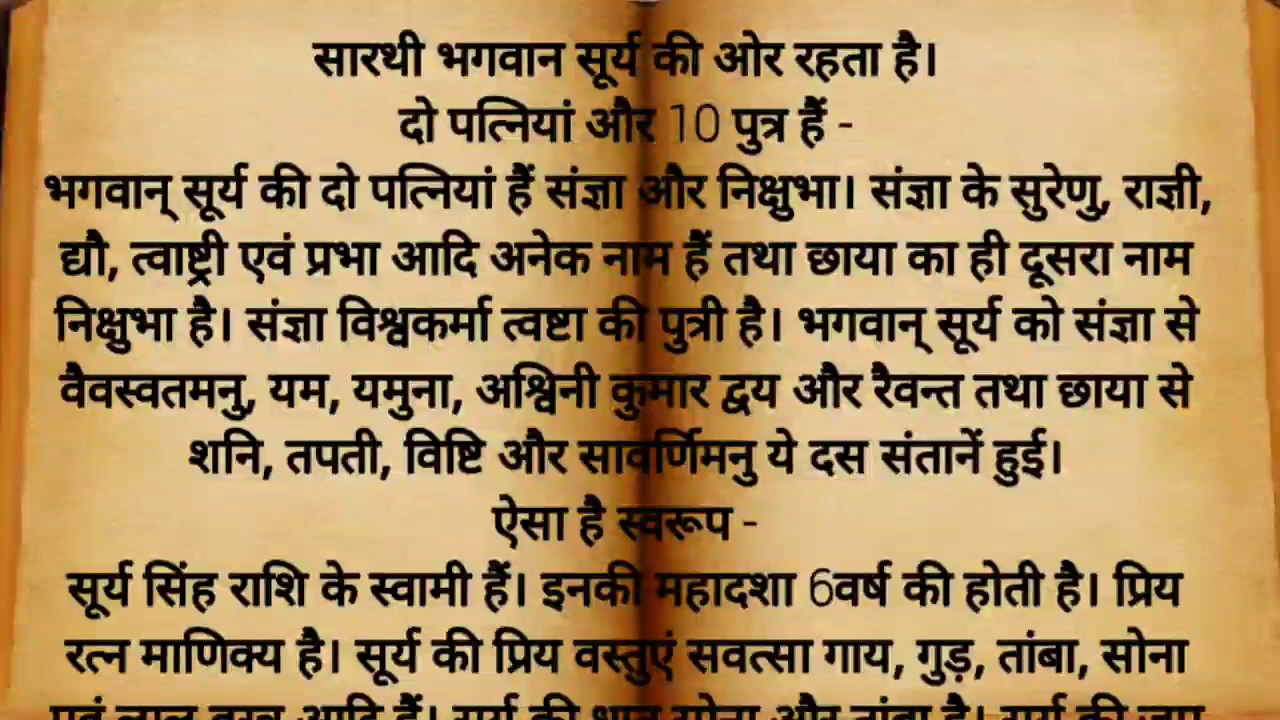 सारथी भगवान सूर्य की ओर रहता है।
दो पत्नियां और 10 पुत्र हैं -
भगवान् सूर्य की दो पत्नियां हैं संज्ञा और निक्षुभा। संज्ञा के सुरेणु, राज्ञी,
द्यौ, त्वाष्ट्री एवं प्रभा आदि अनेक नाम हैं तथा छाया का ही दूसरा नाम
निक्षुभा है। संज्ञा विश्वकर्मा त्वष्टा की पुत्री है। भगवान् सूर्य को संज्ञा से
वैवस्वतमनु, यम, यमुना, अश्विनी कुमार द्वय और रैवन्त तथा छाया से
शनि, तपती, विष्टि और सावर्णिमनु ये दस संतानें हुई।
ऐसा है स्वरूप -
सूर्य सिंह राशि के स्वामी हैं। इनकी महादशा 6वर्ष की होती है। प्रिय
रत्न माणिक्य है। सूर्य की प्रिय वस्तुएं सवत्सा गाय, गुड़, तांबा, सोना